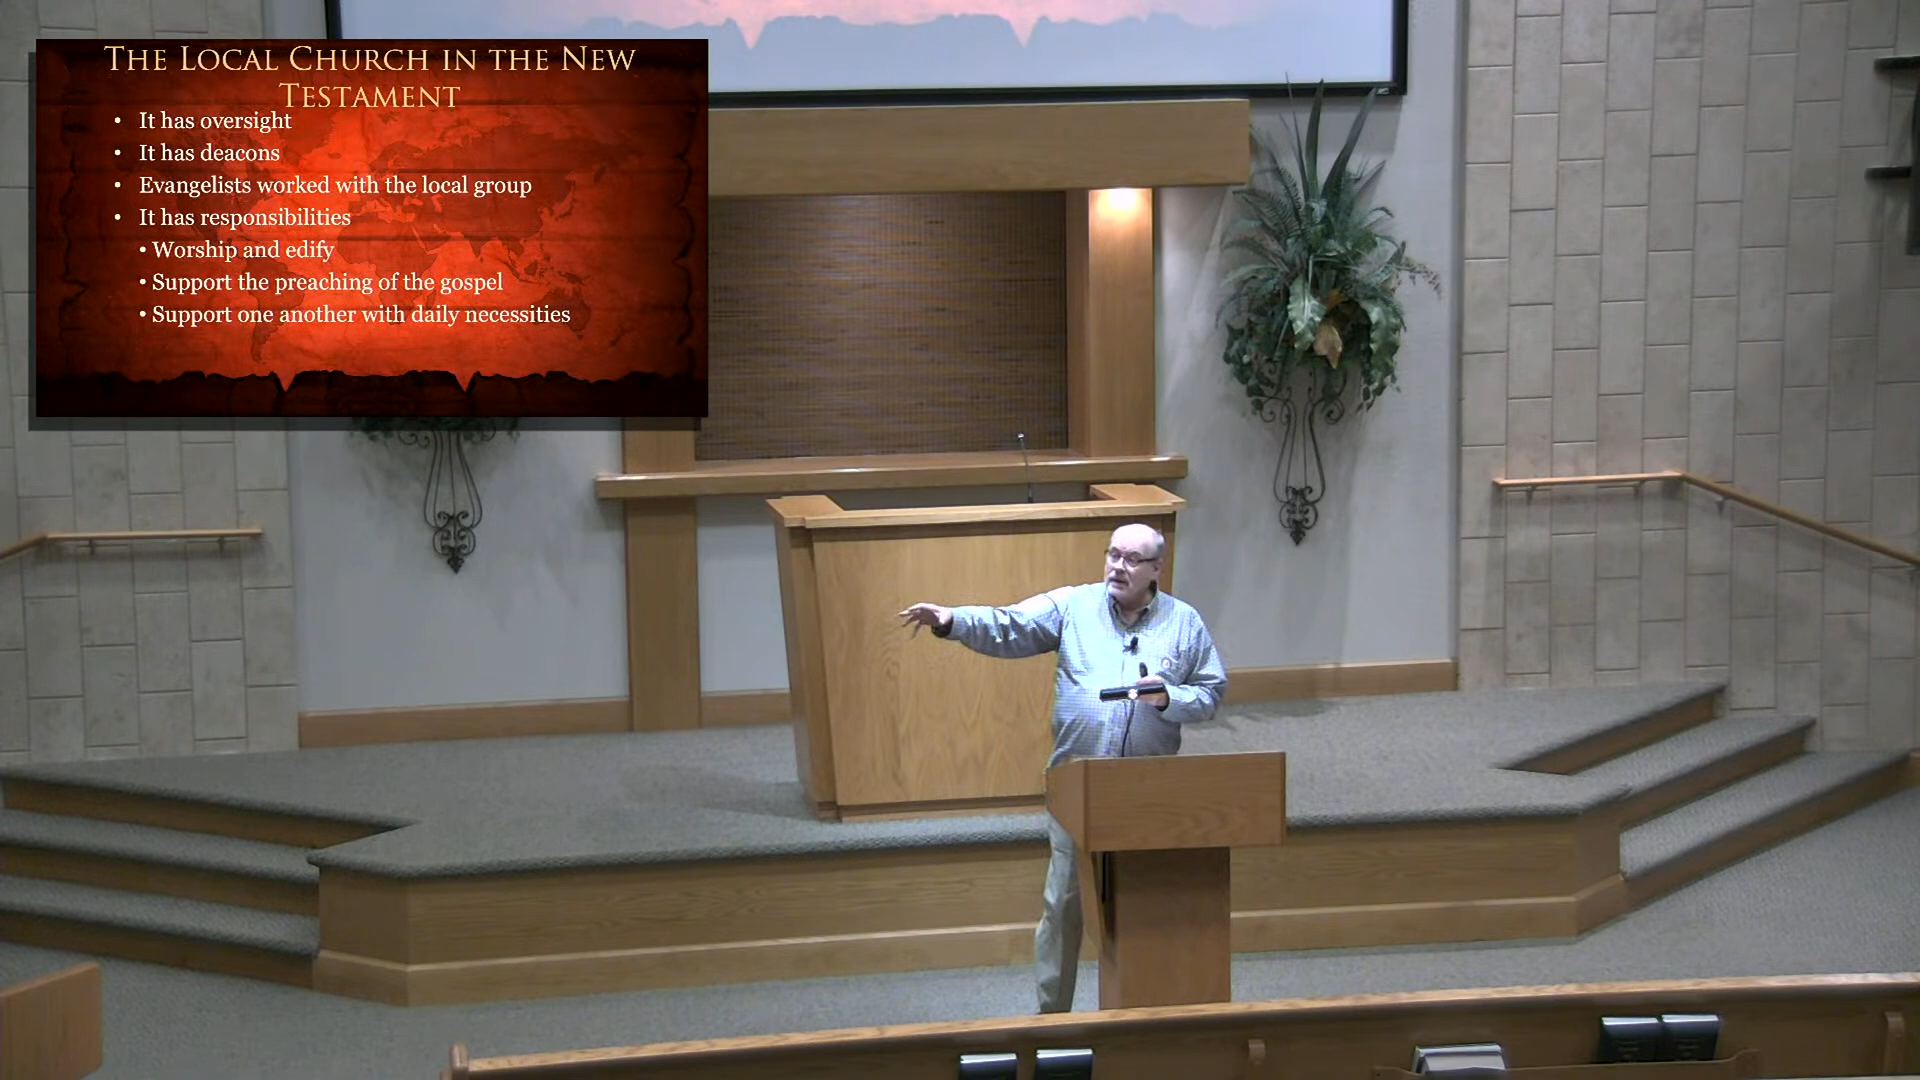 The Local Church in the New
Testament
• It has oversight
• It has deacons
• Evangelists worked with the local group
• It has responsibilities
• Worship and edify
• Support the preaching of the gospel
• Support one another with daily necessities